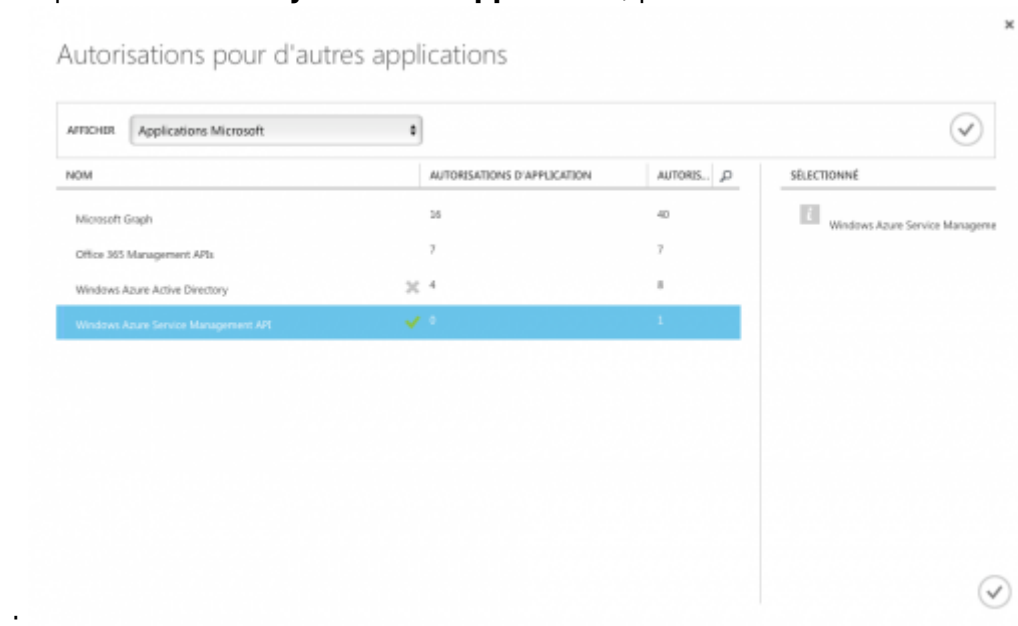 Autorisations pour d'autres applications
AFFICHER Applications Microsoft
NOM AUTORISATIONS D'APPLICATION AUTORIS... SÉLECTIONNÉ
Microsoft Graph 16 40
Windows Azure Service Manageme
Office 365 Management APIs 7 7
Windows Azure Active Directory 4 8
Windows Azure Service Management API 0 1
.